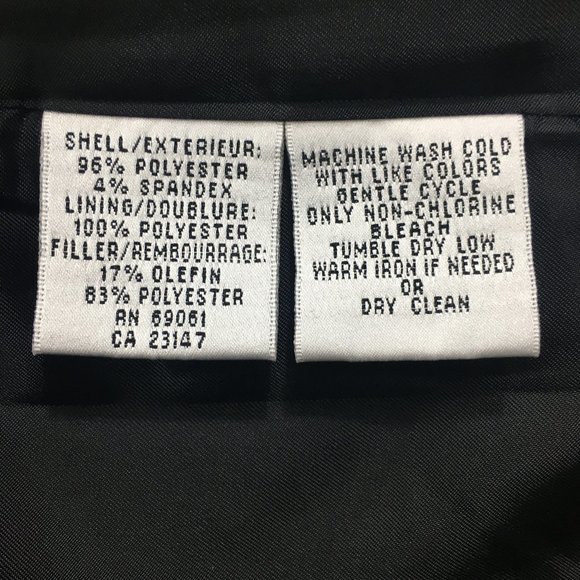 SHELL/EXTERIEUR:
96% POLYESTER
4% SPANDEX
LINING/DOUBLURE:
100% POLYESTER
FILLER/REMBOURRAGE:
17% OLEFIN
83% POLYESTER
RN 69061
CA 23147
MACHINE WASH COLD
WITH LIKE COLORS
GENTLE CYCLE
ONLY NON-CHLORINE
BLEACH
TUMBLE DRY LOW
WARM IRON IF NEEDED
OR
DRY CLEAN